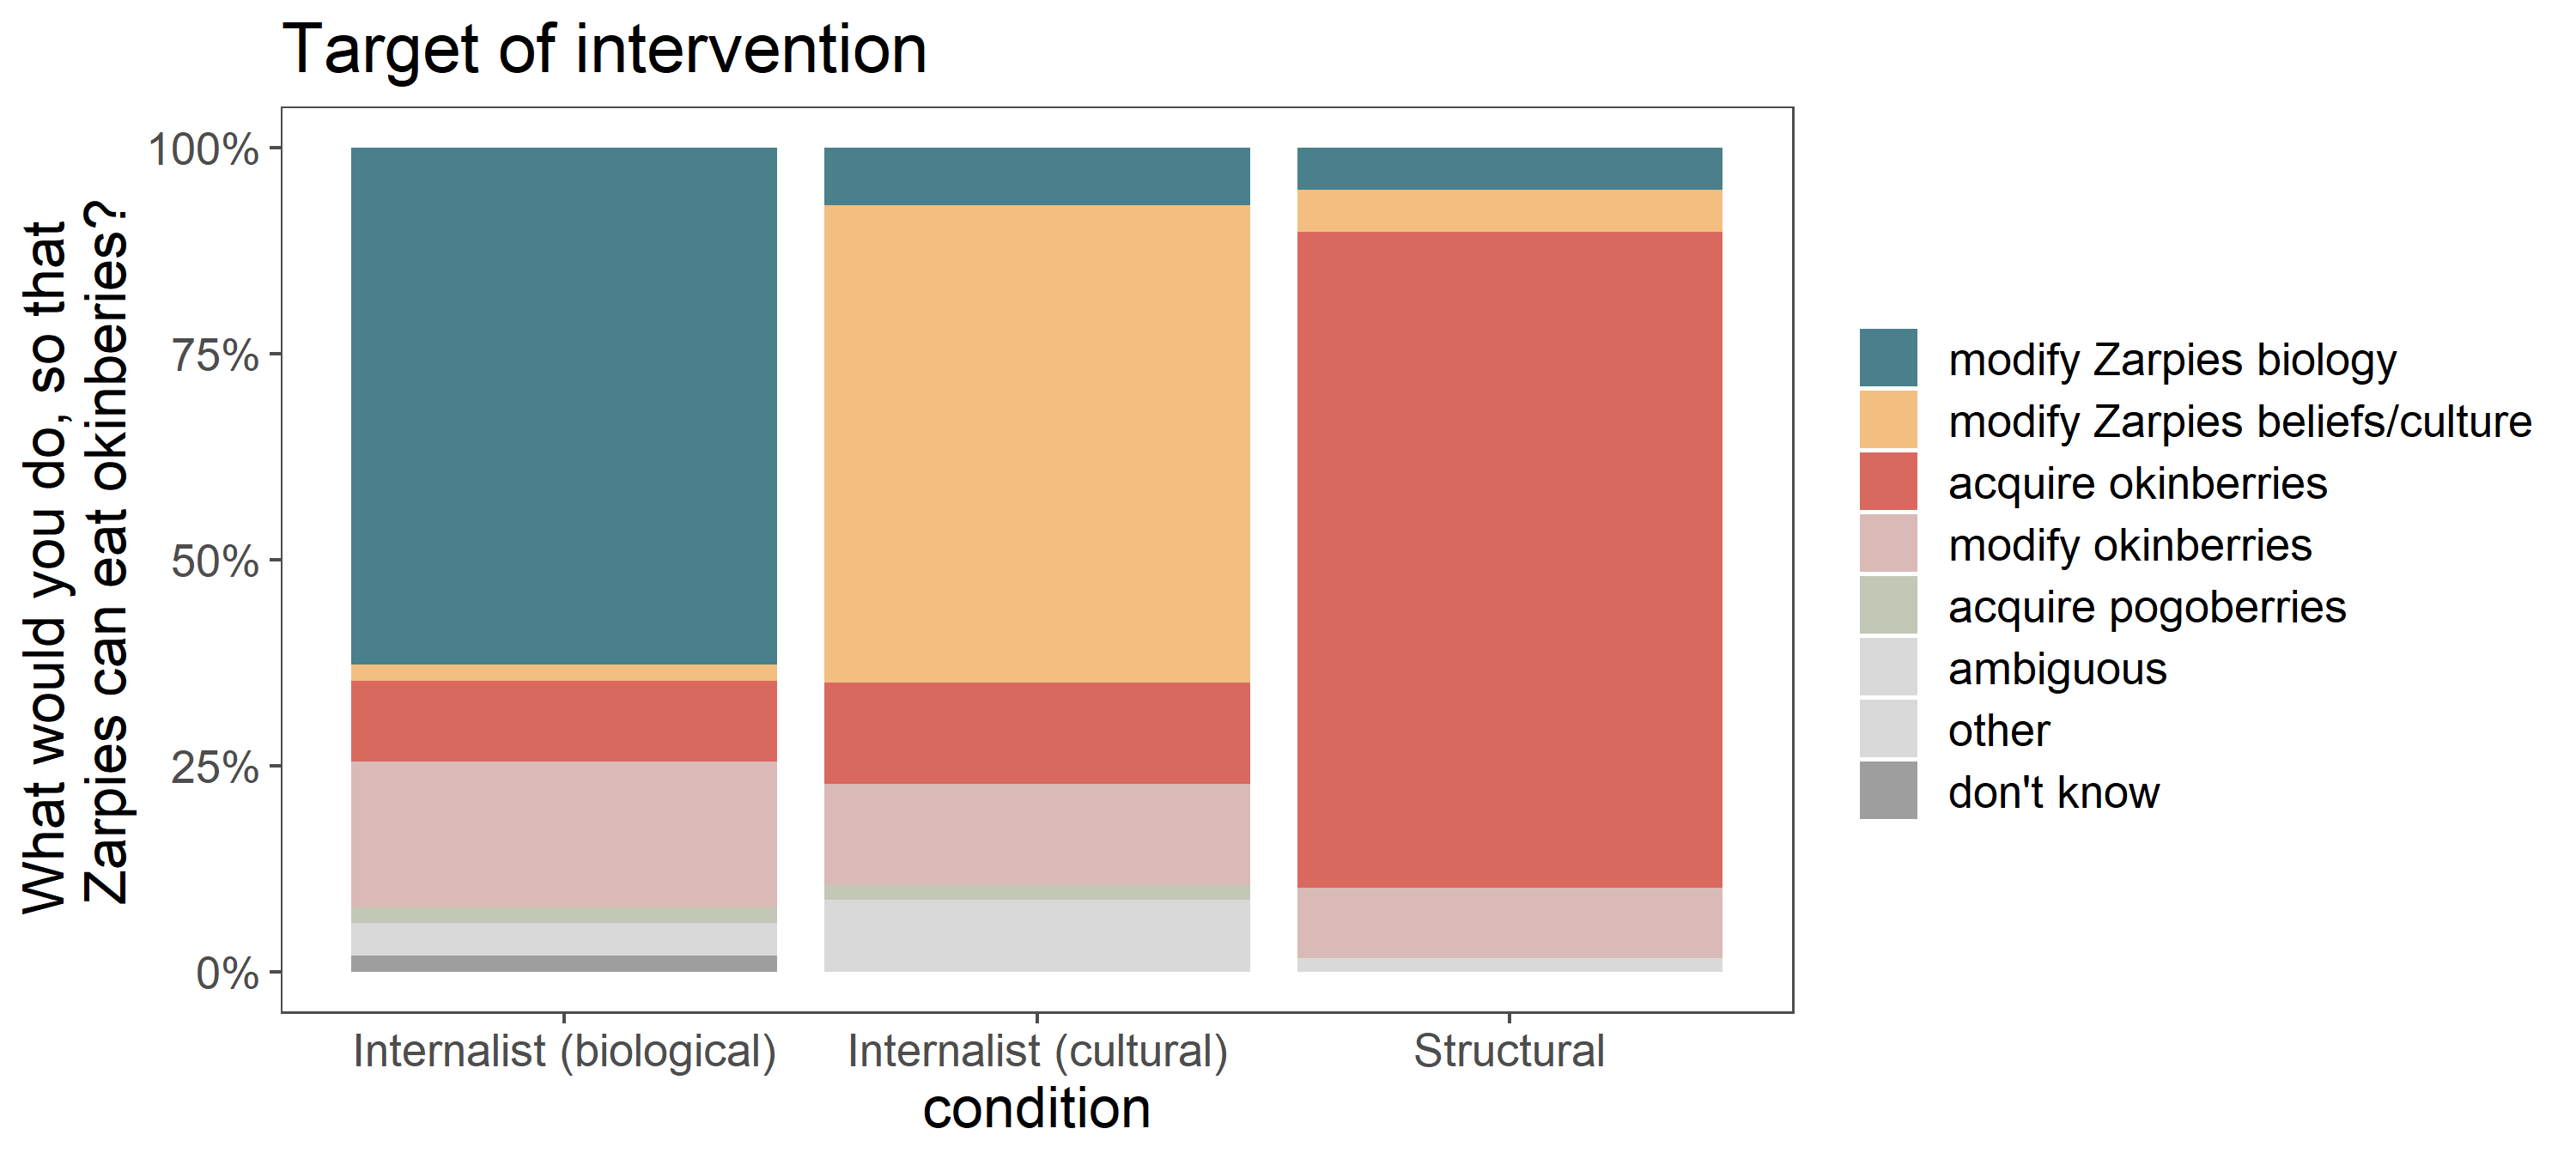 Target of intervention
What would you do, so that
Zarpies can eat okinberries?
100%
75%
50%
25%
0%
Internalist (biological)
Internalist (cultural)
Structural
condition
modify Zarpies biology
modify Zarpies beliefs/culture
acquire okinberries
modify okinberries
acquire pogoberries
ambiguous
other
don't know